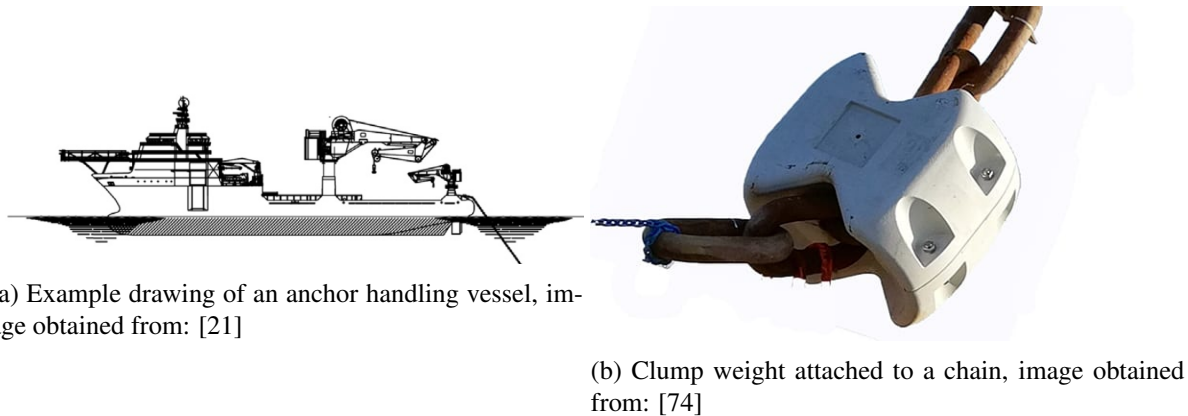 a) Example drawing of an anchor handling vessel, im-
ge obtained from: [21]
(b) Clump weight attached to a chain, image obtained
from: [74]